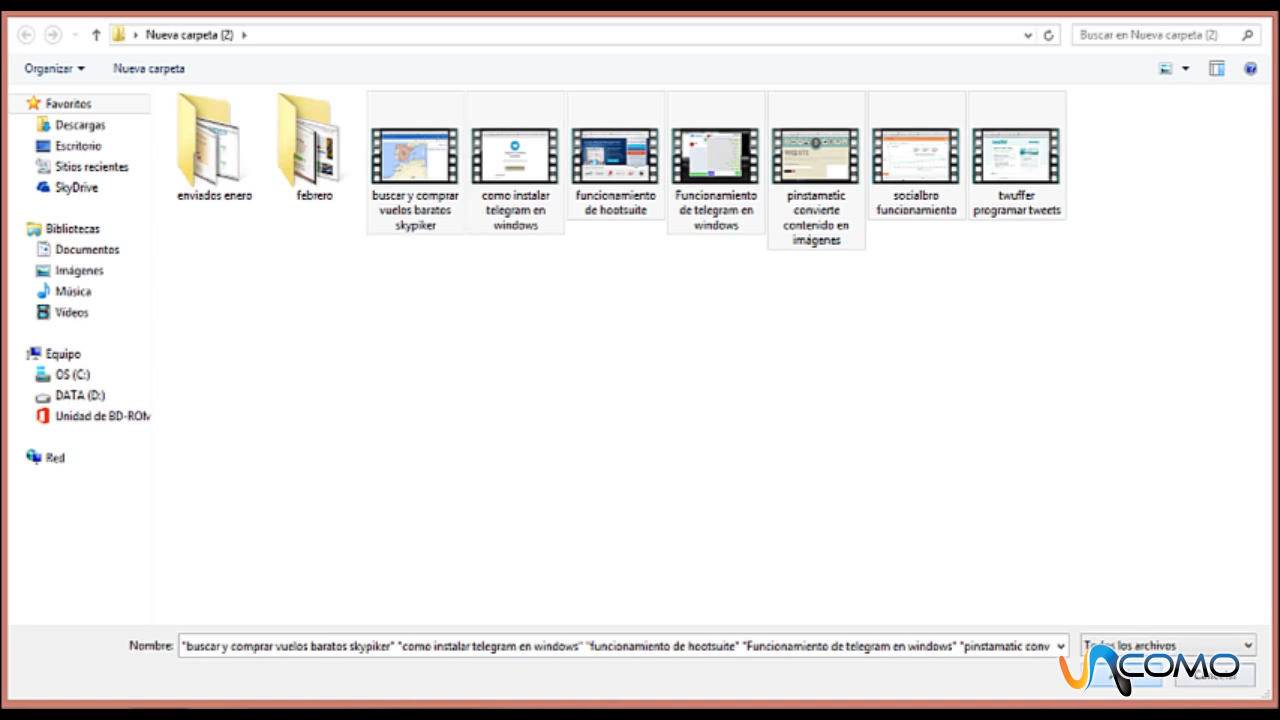 Nueva carpeta (2)
Buscar en Nueva carpeta (2)
Organizar
Nueva carpeta
Favoritos
Descargas
Escritorio
Sitios recientes
SkyDrive
Bibliotecas
Documentos
Imágenes
Música
Vídeos
Equipo
OS (C:)
DATA (D:)
Unidad de BD-ROM
Red
enviados enero
febrero
buscar y comprar
vuelos baratos
skypiker
como instalar
telegram en
windows
funcionamiento
de hootsuite
Funcionamiento
de telegram en
windows
pinstamatic
convierte
contenido en
imágenes
socialbro
funcionamiento
twuffer
programar tweets
Nombre:
"buscar y comprar vuelos baratos skypiker" "como instalar telegram en windows" "funcionamiento de hootsuite" "Funcionamiento de telegram en windows" "pinstamatic conv
Todos los archivos
UNCOMO